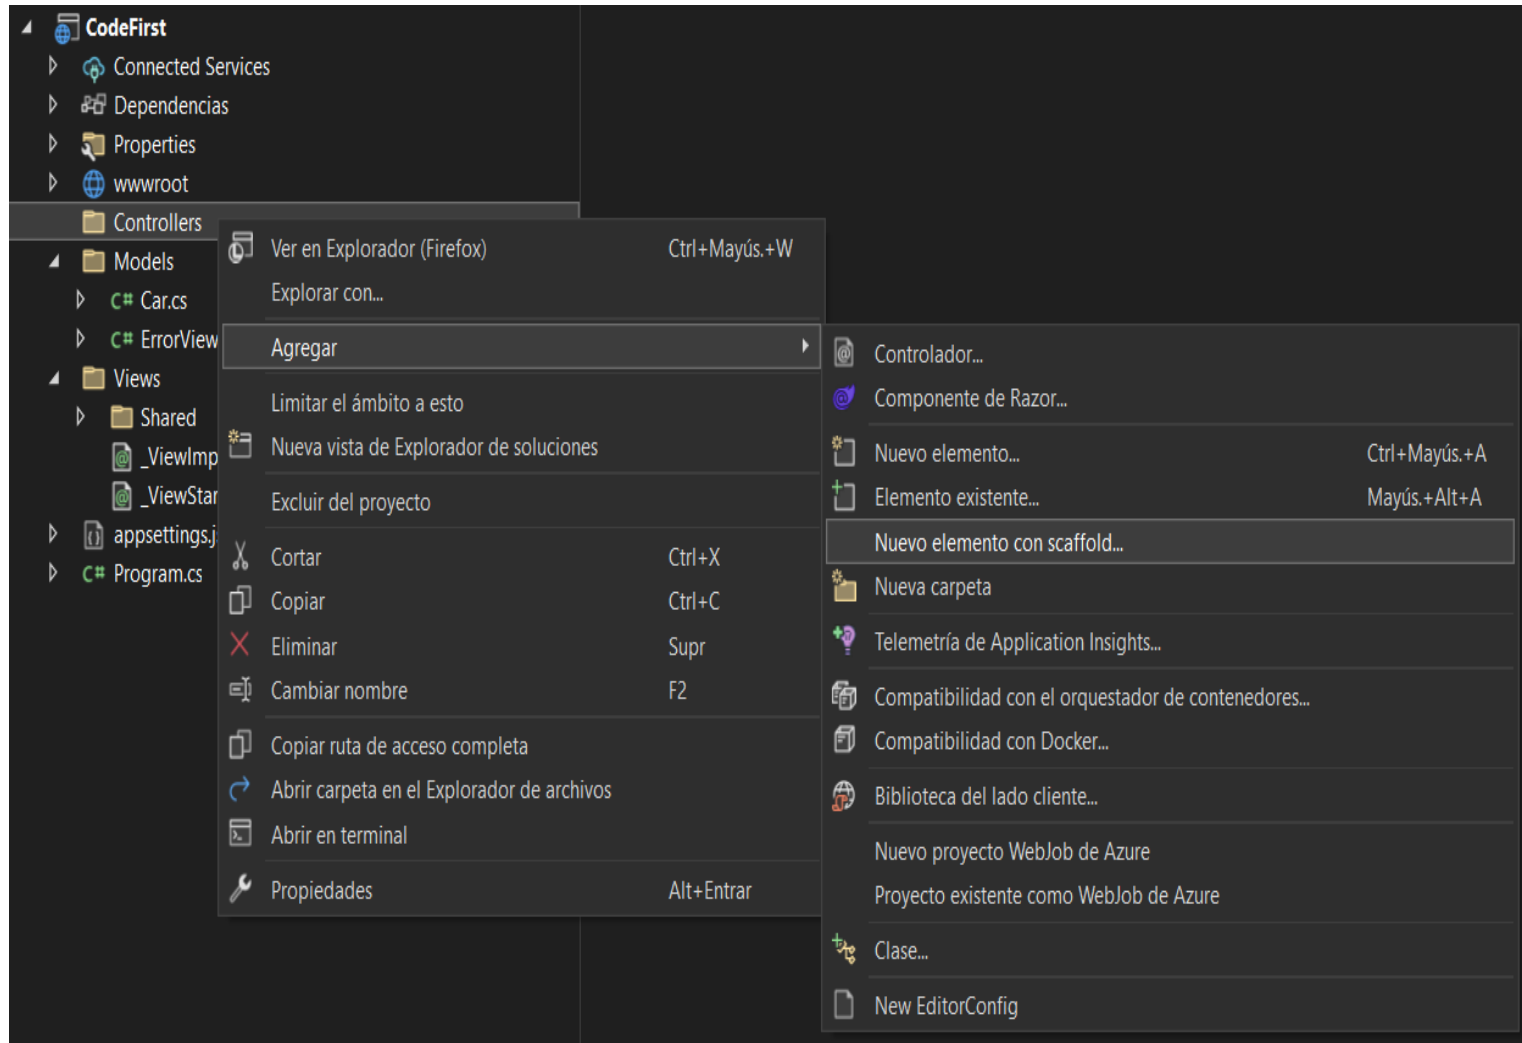 CodeFirst
Connected Services
Dependencias
Properties
wwwroot
Controllers
Models
C# Car.cs
C# ErrorView
Views
Shared
_ViewImp
_ViewStar
appsettings.j
C# Program.cs
Ver en Explorador (Firefox) Ctrl+Mayús.+W
Explorar con...
Agregar
Limitar el ámbito a esto
Nueva vista de Explorador de soluciones
Excluir del proyecto
Cortar Ctrl+X
Copiar Ctrl+C
Eliminar Supr
Cambiar nombre F2
Copiar ruta de acceso completa
Abrir carpeta en el Explorador de archivos
Abrir en terminal
Propiedades Alt+Entrar
Controlador...
Componente de Razor...
Nuevo elemento... Ctrl+Mayús.+A
Elemento existente... Mayús.+Alt+A
Nuevo elemento con scaffold...
Nueva carpeta
Telemetría de Application Insights...
Compatibilidad con el orquestador de contenedores...
Compatibilidad con Docker...
Biblioteca del lado cliente...
Nuevo proyecto WebJob de Azure
Proyecto existente como WebJob de Azure
Clase...
New EditorConfig